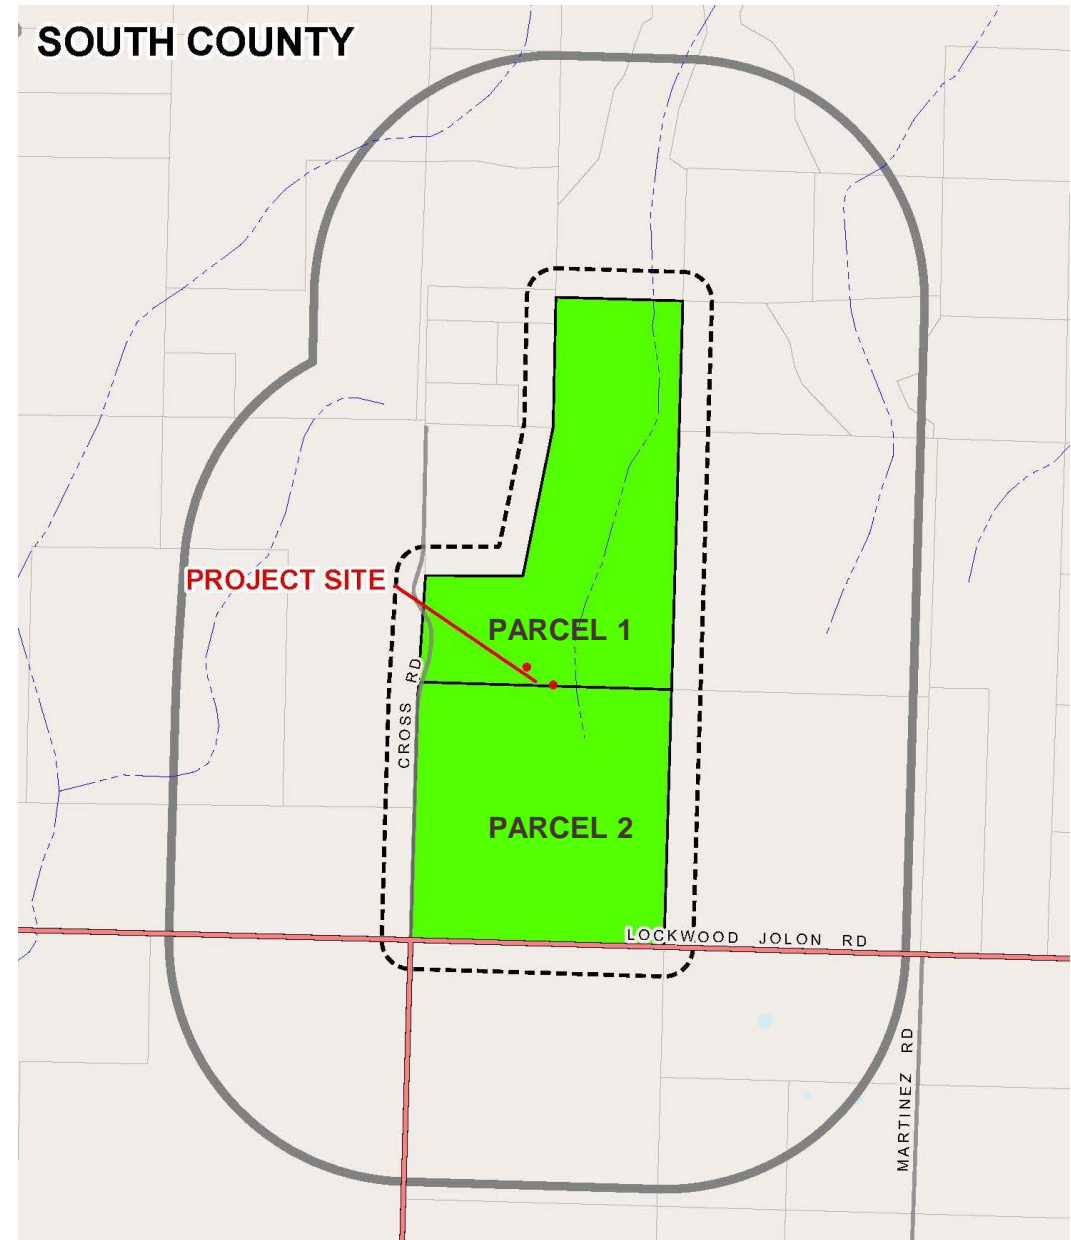 SOUTH COUNTY
PROJECT SITE
PARCEL 1
CROSS RD
PARCEL 2
LOCKWOOD JOLON RD
MARTINEZ RD